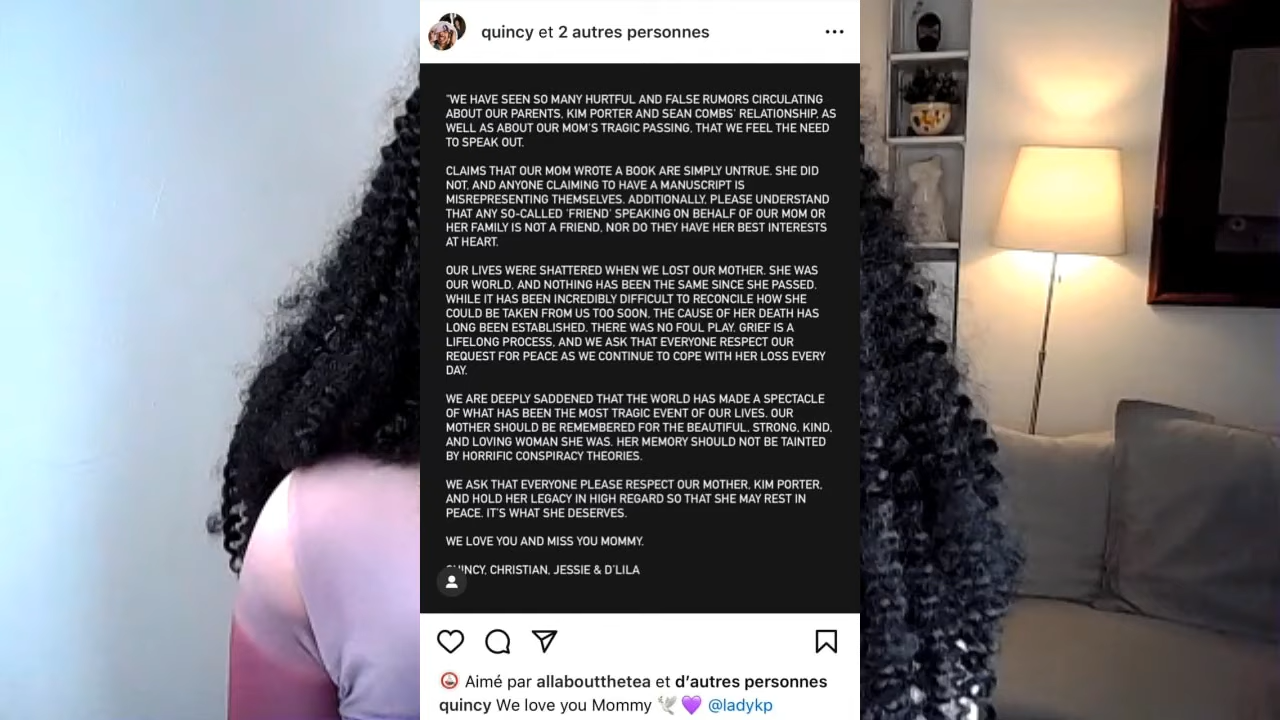 quincy et 2 autres personnes
"WE HAVE SEEN SO MANY HURTFUL AND FALSE RUMORS CIRCULATING
ABOUT OUR PARENTS, KIM PORTER AND SEAN COMBS' RELATIONSHIP, AS
WELL AS ABOUT OUR MOM'S TRAGIC PASSING, THAT WE FEEL THE NEED
TO SPEAK OUT.
CLAIMS THAT OUR MOM WROTE A BOOK ARE SIMPLY UNTRUE. SHE DID
NOT, AND ANYONE CLAIMING TO HAVE A MANUSCRIPT IS
MISREPRESENTING THEMSELVES. ADDITIONALLY, PLEASE UNDERSTAND
THAT ANY SO-CALLED 'FRIEND' SPEAKING ON BEHALF OF OUR MOM OR
HER FAMILY IS NOT A FRIEND, NOR DO THEY HAVE HER BEST INTERESTS
AT HEART.
OUR LIVES WERE SHATTERED WHEN WE LOST OUR MOTHER. SHE WAS
OUR WORLD, AND NOTHING HAS BEEN THE SAME SINCE SHE PASSED.
WHILE IT HAS BEEN INCREDIBLY DIFFICULT TO RECONCILE HOW SHE
COULD BE TAKEN FROM US TOO SOON, THE CAUSE OF HER DEATH HAS
LONG BEEN ESTABLISHED. THERE WAS NO FOUL PLAY. GRIEF IS A
LIFELONG PROCESS, AND WE ASK THAT EVERYONE RESPECT OUR
REQUEST FOR PEACE AS WE CONTINUE TO COPE WITH HER LOSS EVERY
DAY.
WE ARE DEEPLY SADDENED THAT THE WORLD HAS MADE A SPECTACLE
OF WHAT HAS BEEN THE MOST TRAGIC EVENT OF OUR LIVES. OUR
MOTHER SHOULD BE REMEMBERED FOR THE BEAUTIFUL, STRONG, KIND,
AND LOVING WOMAN SHE WAS. HER MEMORY SHOULD NOT BE TAINTED
BY HORRIFIC CONSPIRACY THEORIES.
WE ASK THAT EVERYONE PLEASE RESPECT OUR MOTHER, KIM PORTER,
AND HOLD HER LEGACY IN HIGH REGARD SO THAT SHE MAY REST IN
PEACE. IT'S WHAT SHE DESERVES.
WE LOVE YOU AND MISS YOU MOMMY.
QUINCY, CHRISTIAN, JESSIE & D'LILA
Aimé par allaboutthetea et d'autres personnes
quincy We love you Mommy 🕊️ 💜 @ladykp